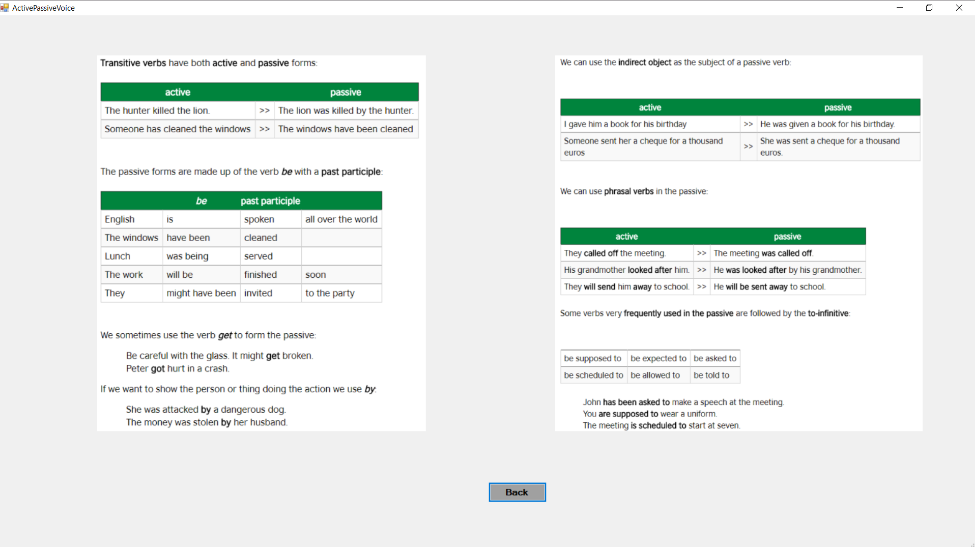 ActivePassiveVoice
Transitive verbs have both active and passive forms:
active passive
The hunter killed the lion. >> The lion was killed by the hunter.
Someone has cleaned the windows >> The windows have been cleaned
The passive forms are made up of the verb be with a past participle:
be past participle
English is spoken all over the world
The windows have been cleaned
Lunch was being served
The work will be finished soon
They might have been invited to the party
We sometimes use the verb get to form the passive:
Be careful with the glass. It might get broken.
Peter got hurt in a crash.
If we want to show the person or thing doing the action we use by:
She was attacked by a dangerous dog.
The money was stolen by her husband.
We can use the indirect object as the subject of a passive verb:
active passive
I gave him a book for his birthday >> He was given a book for his birthday.
Someone sent her a cheque for a thousand
euros >> She was sent a cheque for a thousand
euros.
We can use phrasal verbs in the passive:
active passive
They called off the meeting. >> The meeting was called off.
His grandmother looked after him. >> He was looked after by his grandmother.
They will send him away to school. >> He will be sent away to school.
Some verbs very frequently used in the passive are followed by the to-infinitive:
be supposed to be expected to be asked to
be scheduled to be allowed to be told to
John has been asked to make a speech at the meeting.
You are supposed to wear a uniform.
The meeting is scheduled to start at seven.
Back